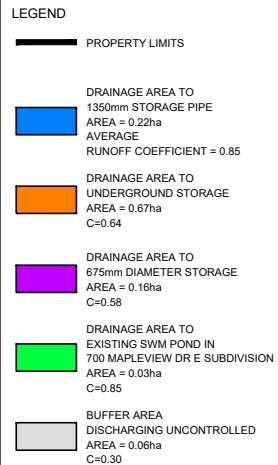 LEGEND
PROPERTY LIMITS
DRAINAGE AREA TO
1350mm STORAGE PIPE
AREA = 0.22ha
AVERAGE
RUNOFF COEFFICIENT = 0.85
DRAINAGE AREA TO
UNDERGROUND STORAGE
AREA = 0.67ha
C=0.64
DRAINAGE AREA TO
675mm DIAMETER STORAGE
AREA = 0.16ha
C=0.58
DRAINAGE AREA TO
EXISTING SWM POND IN
700 MAPLEVIEW DR E SUBDIVISION
AREA = 0.03ha
C=0.85
BUFFER AREA
DISCHARGING UNCONTROLLED
AREA = 0.06ha
C=0.30